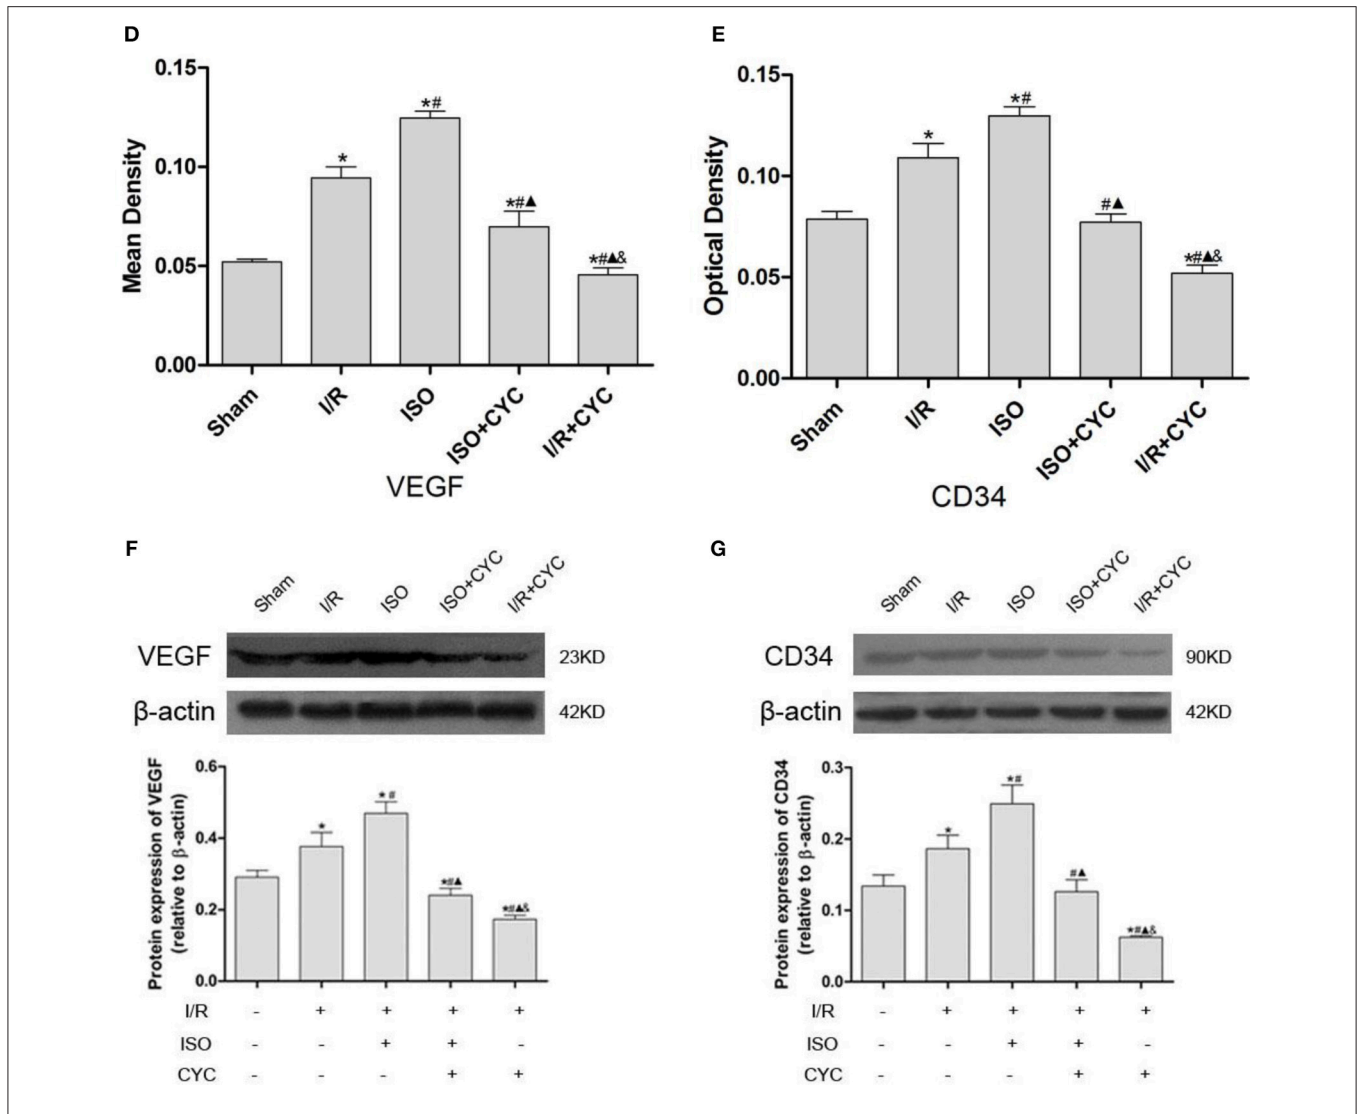 D
0.15
0.10
0.05
0.00
Mean Density
*
*#
*#▲
*#▲&
Sham
I/R
ISO
ISO+CYC
I/R+CYC
VEGF
E
0.15
0.10
0.05
0.00
Optical Density
*
*#
#▲
*#▲&
Sham
I/R
ISO
ISO+CYC
I/R+CYC
CD34
F
Sham
I/R
ISO
ISO+CYC
I/R+CYC
VEGF
23KD
β-actin
42KD
Protein expression of VEGF
(relative to β-actin)
0.6
0.4
0.2
0.0
*
*#
*#▲
*#▲&
I/R - + + + +
ISO - - + + -
CYC - - - + +
G
Sham
I/R
ISO
ISO+CYC
I/R+CYC
CD34
90KD
β-actin
42KD
Protein expression of CD34
(relative to β-actin)
0.3
0.2
0.1
0.0
*
*#
#▲
*#▲&
I/R - + + + +
ISO - - + + -
CYC - - - + +